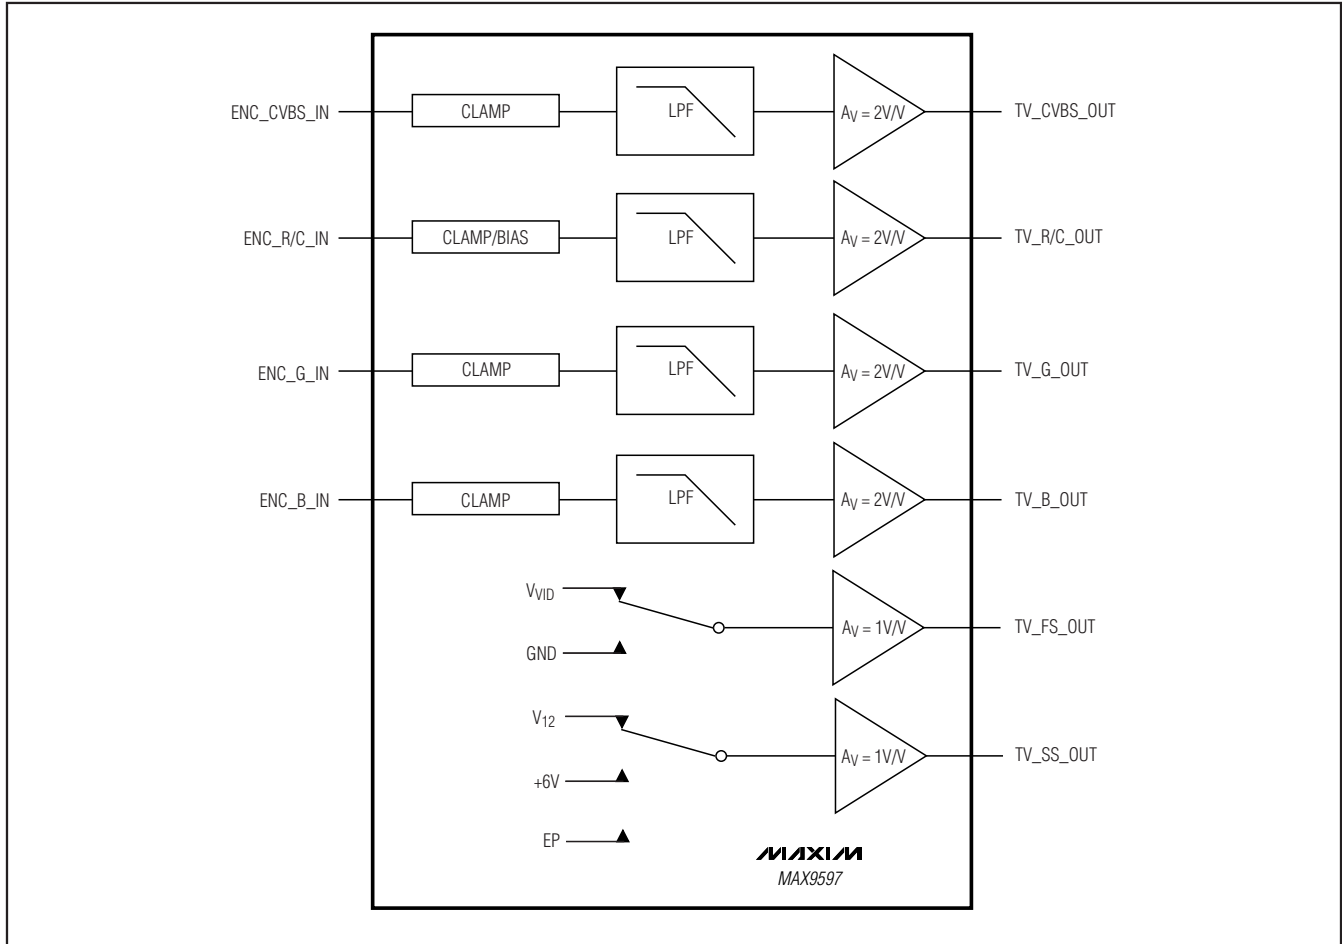 ENC_CVBS_IN CLAMP LPF AV = 2V/V TV_CVBS_OUT
ENC_R/C_IN CLAMP/BIAS LPF AV = 2V/V TV_R/C_OUT
ENC_G_IN CLAMP LPF AV = 2V/V TV_G_OUT
ENC_B_IN CLAMP LPF AV = 2V/V TV_B_OUT
VVID
AV = 1V/V TV_FS_OUT
GND
V12
AV = 1V/V TV_SS_OUT
+6V
EP
MAXIM
MAX9597